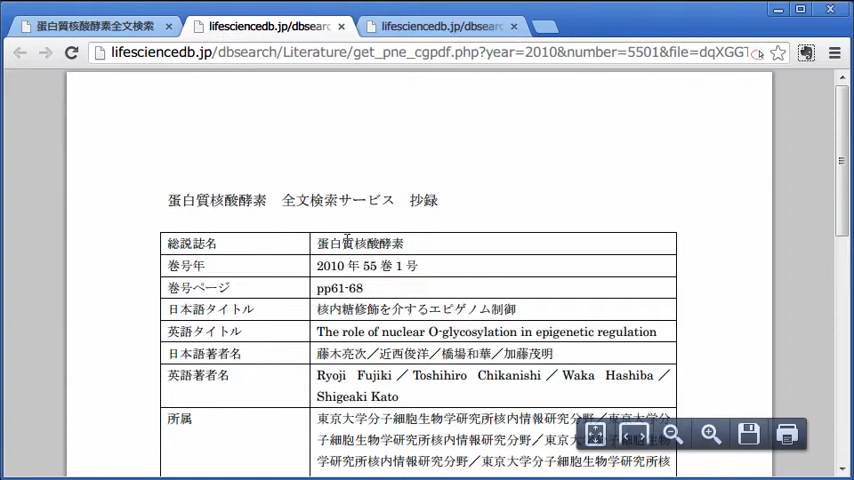 蛋白質核酸酵素全文検索
lifesciencedb.jp/dbsear
lifesciencedb.jp/dbsear
lifesciencedb.jp/dbsearch/Literature/get_pne_cgpdf.php?year=2010&number=5501&file=dqXGGT
蛋白質核酸酵素 全文検索サービス 抄録
総説誌名 蛋白質核酸酵素
巻号年 2010 年 55 巻 1 号
巻号ページ pp61-68
日本語タイトル 核内糖修飾を介するエピゲノム制御
英語タイトル The role of nuclear O-glycosylation in epigenetic regulation
日本語著者名 藤木亮次／近西俊洋／橋場和華／加藤茂明
英語著者名 Ryoji Fujiki ／ Toshihiro Chikanishi ／ Waka Hashiba ／
Shigeaki Kato
所属 東京大学分子細胞生物学研究所核内情報研究分野／東京大学分
子細胞生物学研究所核内情報研究分野／東京大
学研究所核内情報研究分野／東京大学分子細胞生物学研究所核